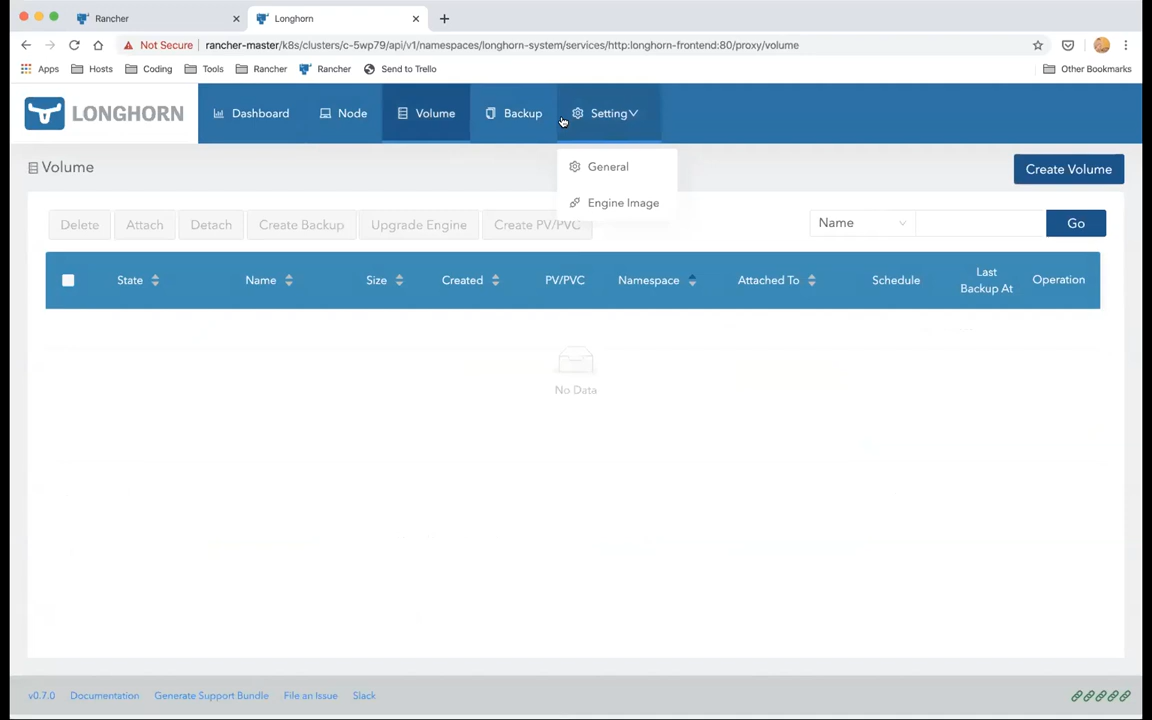 Rancher
Longhorn
Not Secure rancher-master/k8s/clusters/c-5wp79/api/v1/namespaces/longhorn-system/services/http:longhorn-frontend:80/proxy/volume
Apps Hosts Coding Tools Rancher Rancher Send to Trello Other Bookmarks
LONGHORN Dashboard Node Volume Backup Setting
General
Engine Image
Volume
Create Volume
Delete Attach Detach Create Backup Upgrade Engine Create PV/PVC Name Go
State Name Size Created PV/PVC Namespace Attached To Schedule Last Backup At Operation
No Data
v0.7.0 Documentation Generate Support Bundle File an Issue Slack